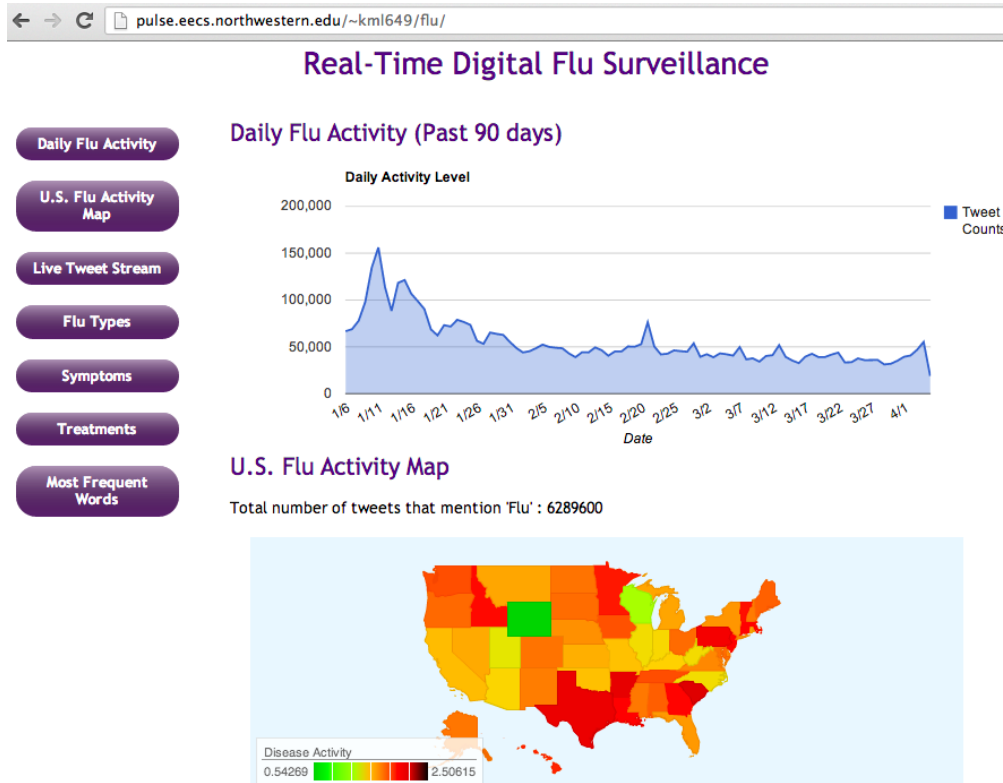 pulse.eecs.northwestern.edu/~kml649/flu/
Real-Time Digital Flu Surveillance
Daily Flu Activity
U.S. Flu Activity
Map
Live Tweet Stream
Flu Types
Symptoms
Treatments
Most Frequent
Words
Daily Flu Activity (Past 90 days)
Daily Activity Level
200,000
150,000
100,000
50,000
0
1/6 1/11 1/16 1/21 1/26 1/31 2/5 2/10 2/15 2/20 2/25 3/2 3/7 3/12 3/17 3/22 3/27 4/1
Date
Tweet
Counts
U.S. Flu Activity Map
Total number of tweets that mention 'Flu' : 6289600
Disease Activity
0.54269 2.50615